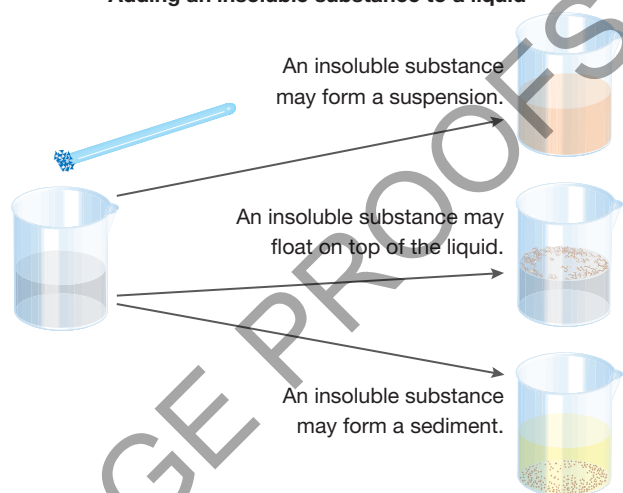 Adding an insoluble substance to a liquid
An insoluble substance
may form a suspension.
An insoluble substance may
float on top of the liquid.
An insoluble substance
may form a sediment.
GE PROOFS